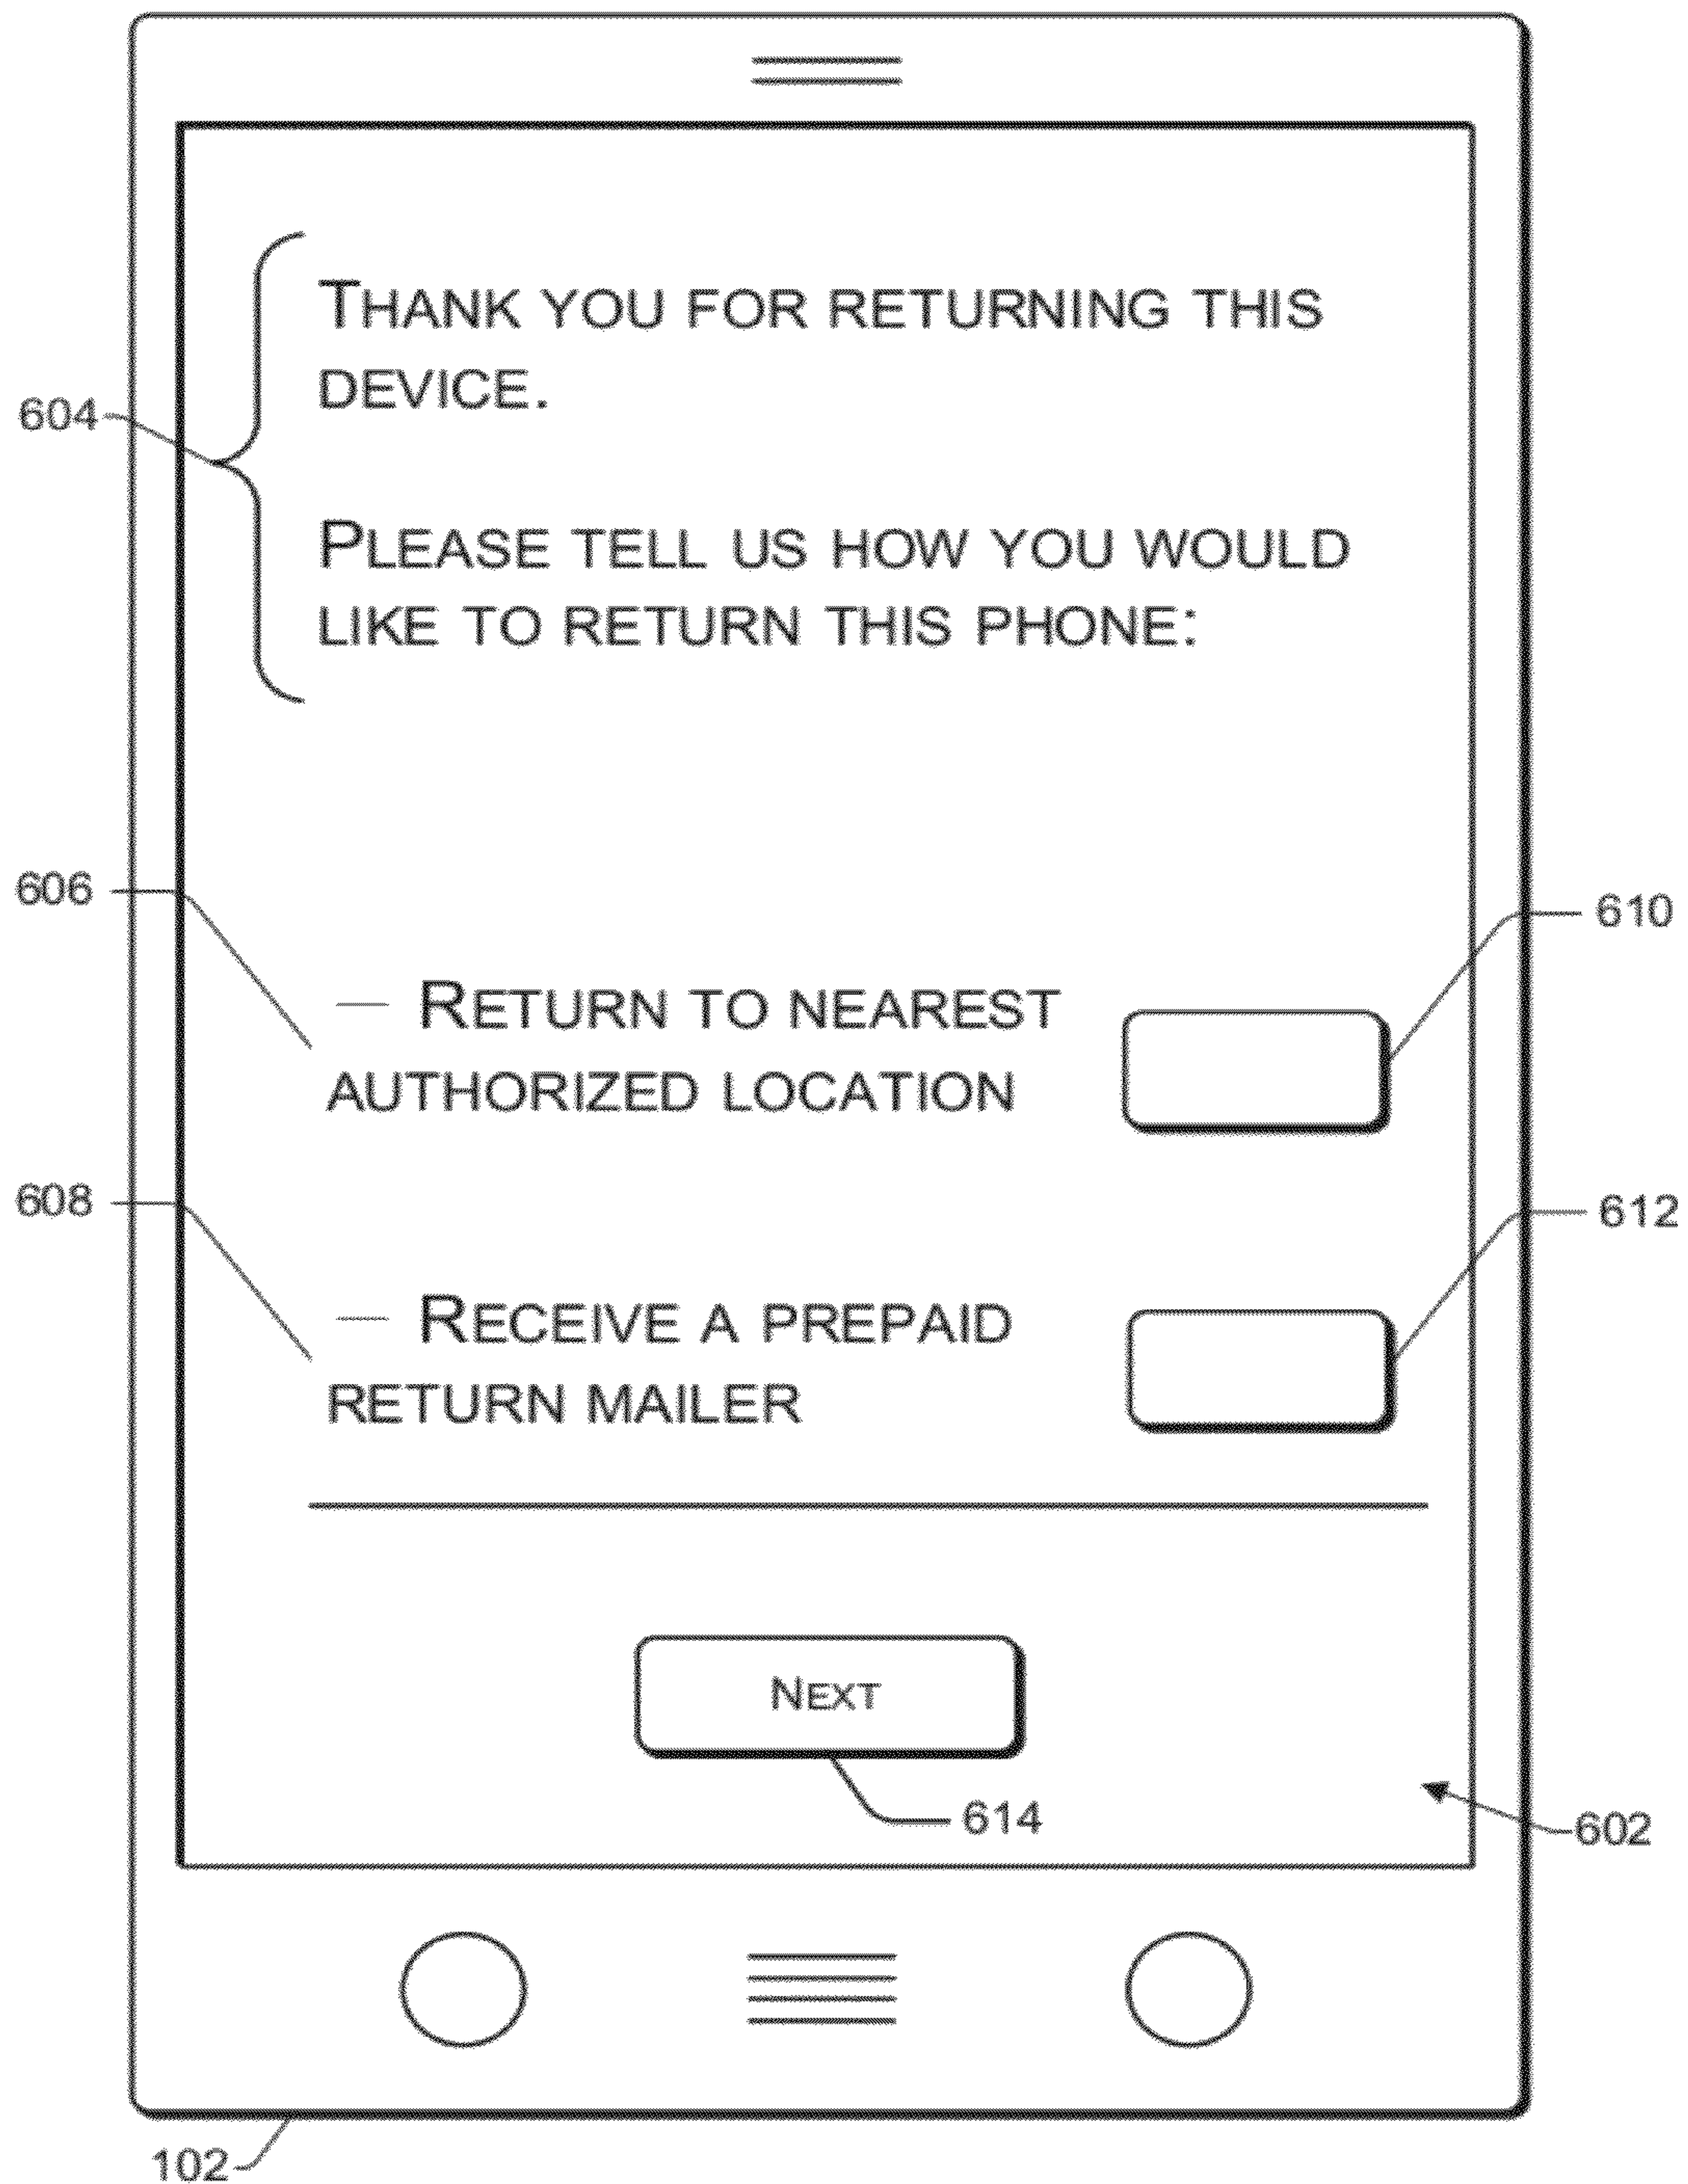 THANK YOU FOR RETURNING THIS
DEVICE.
604
PLEASE TELL US HOW YOU WOULD
LIKE TO RETURN THIS PHONE:
606
610
— RETURN TO NEAREST
AUTHORIZED LOCATION
608
612
— RECEIVE A PREPAID
RETURN MAILER
NEXT
614
602
102